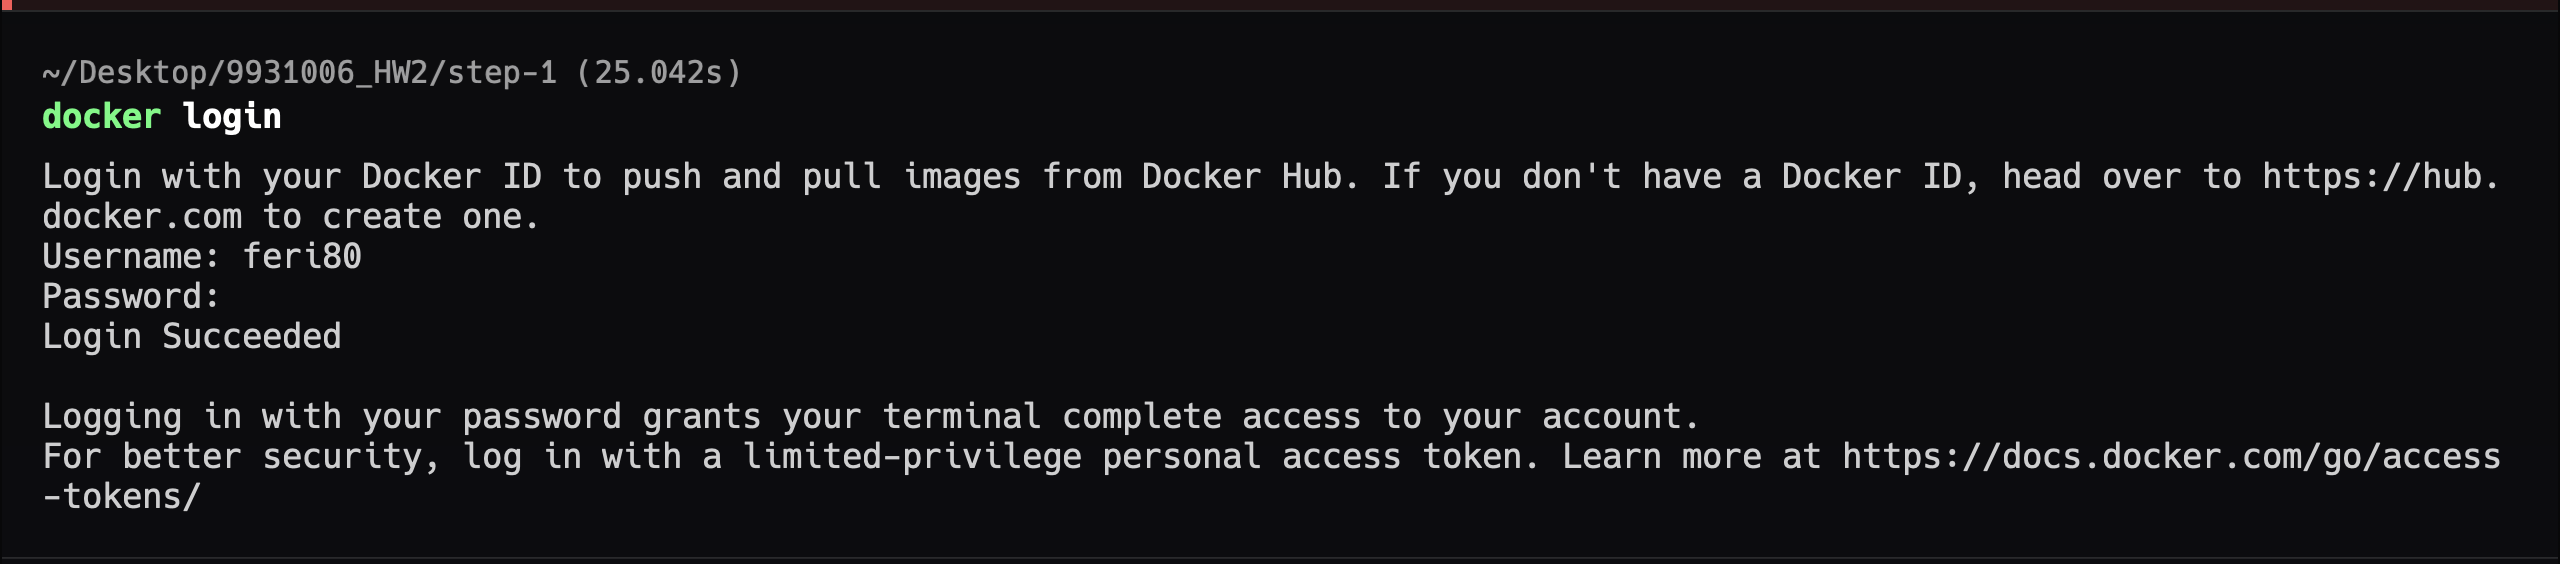 ~/Desktop/9931006_HW2/step-1 (25.042s)
docker login
Login with your Docker ID to push and pull images from Docker Hub. If you don't have a Docker ID, head over to https://hub.
docker.com to create one.
Username: feri80
Password:
Login Succeeded
Logging in with your password grants your terminal complete access to your account.
For better security, log in with a limited-privilege personal access token. Learn more at https://docs.docker.com/go/access
-tokens/